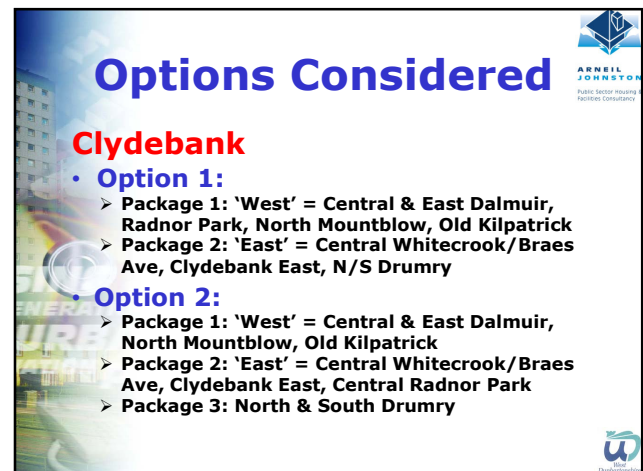 Options Considered
ARNEIL
JOHNSTON
Public Sector Housing &
Facilities Consultancy
Clydebank
• Option 1:
➢ Package 1: ‘West’ = Central & East Dalmuir,
Radnor Park, North Mountblow, Old Kilpatrick
➢ Package 2: ‘East’ = Central Whitecrook/Braes
Ave, Clydebank East, N/S Drumry
• Option 2:
➢ Package 1: ‘West’ = Central & East Dalmuir,
North Mountblow, Old Kilpatrick
➢ Package 2: ‘East’ = Central Whitecrook/Braes
Ave, Clydebank East, Central Radnor Park
➢ Package 3: North & South Drumry
West